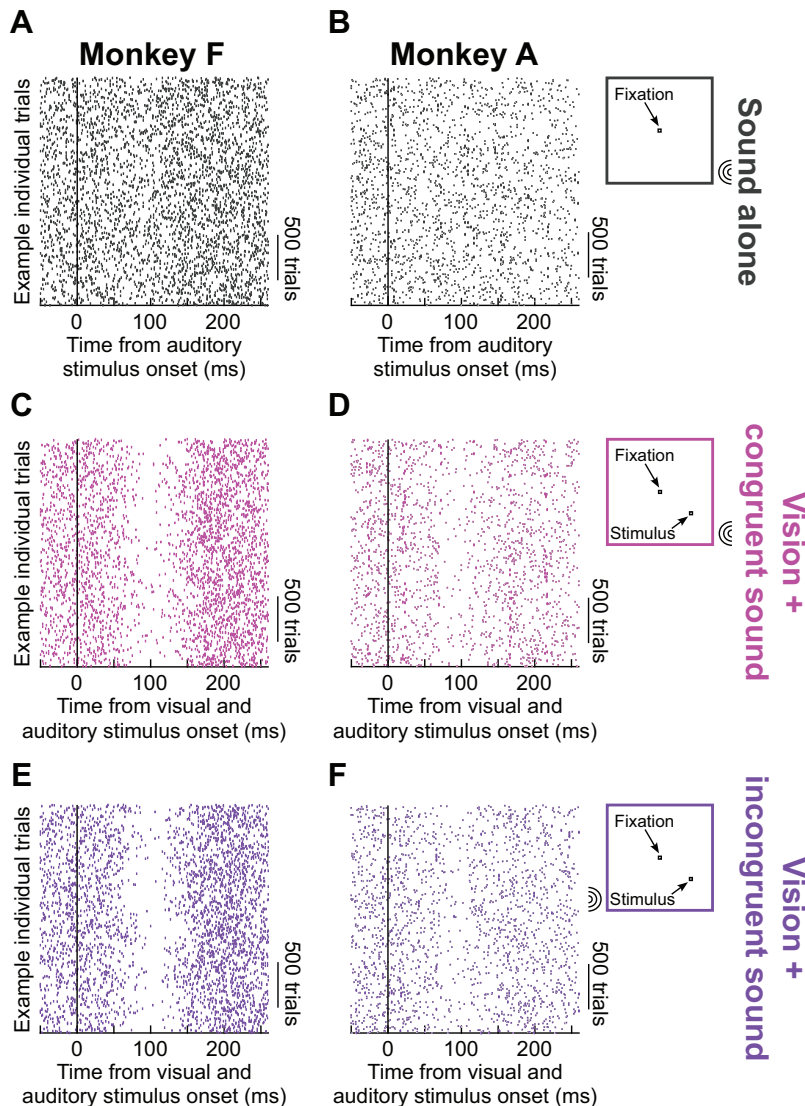 A
B
Monkey F
Monkey A
Example individual trials
500 trials
0 100 200
Time from auditory
stimulus onset (ms)
500 trials
0 100 200
Time from auditory
stimulus onset (ms)
Fixation
Sound alone
C
D
Example individual trials
500 trials
0 100 200
Time from visual and
auditory stimulus onset (ms)
500 trials
0 100 200
Time from visual and
auditory stimulus onset (ms)
Fixation
Stimulus
Vision +
congruent sound
E
F
Example individual trials
500 trials
0 100 200
Time from visual and
auditory stimulus onset (ms)
500 trials
0 100 200
Time from visual and
auditory stimulus onset (ms)
Fixation
Stimulus
Vision +
incongruent sound